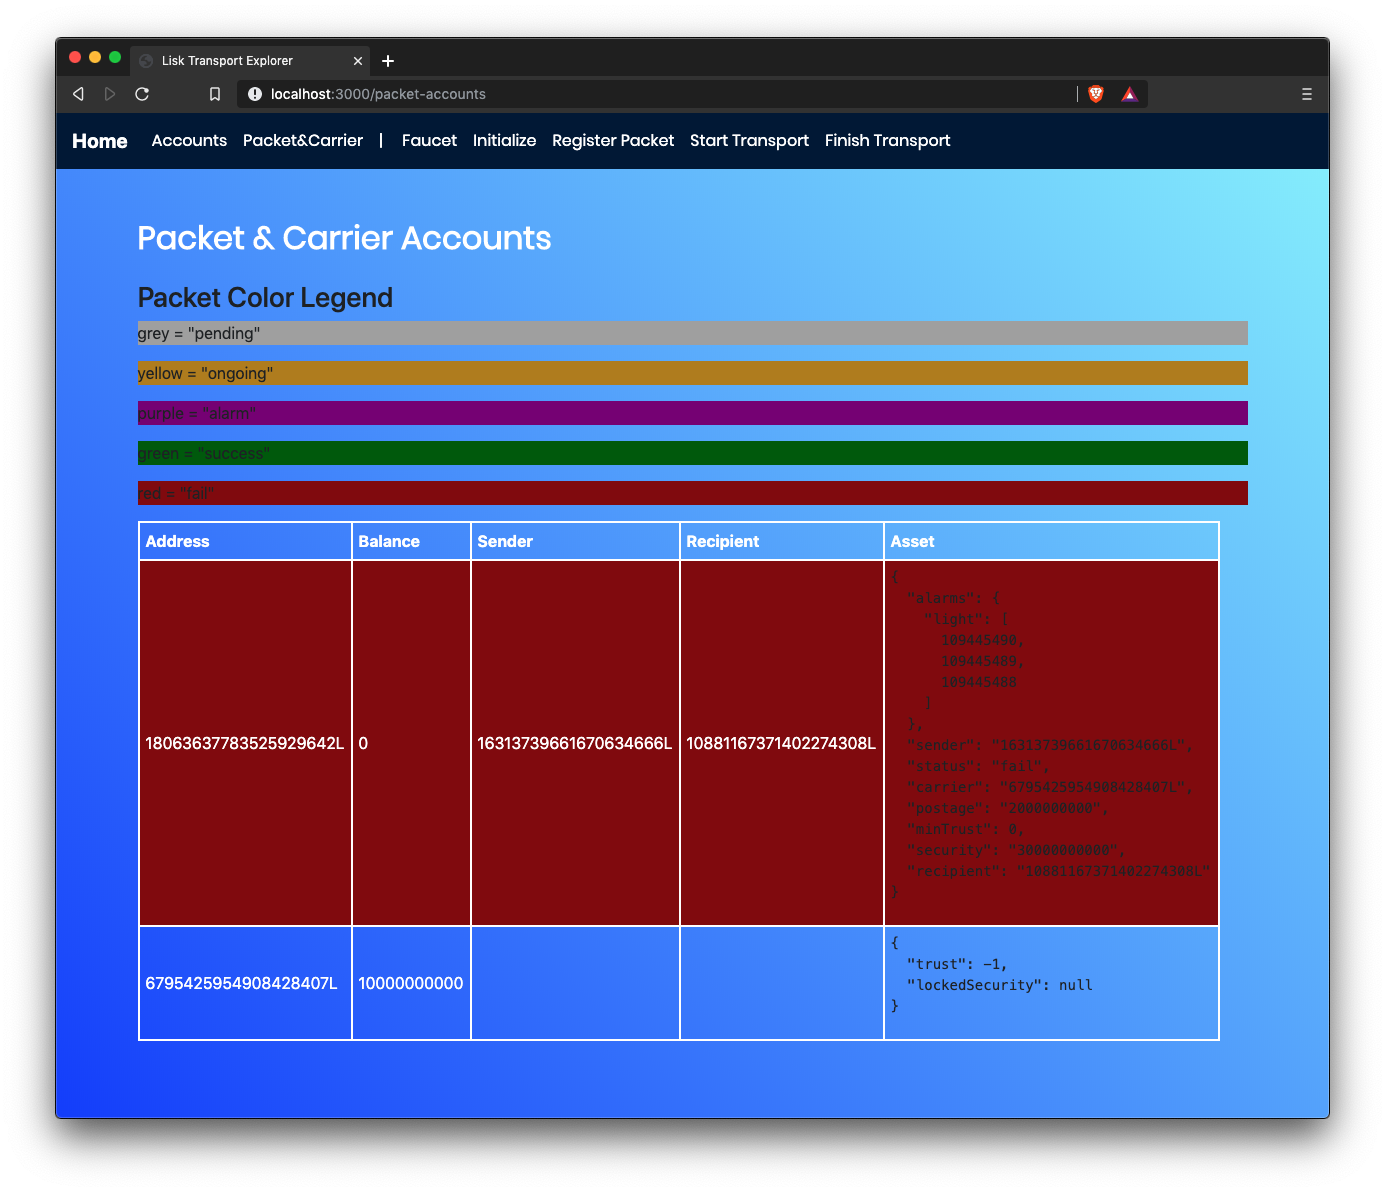 Lisk Transport Explorer
localhost:3000/packet-accounts
Home Accounts Packet&Carrier | Faucet Initialize Register Packet Start Transport Finish Transport
Packet & Carrier Accounts
Packet Color Legend
grey = "pending"
yellow = "ongoing"
purple = "alarm"
green = "success"
red = "fail"
Address Balance Sender Recipient Asset
18063637783525929642L 0 16313739661670634666L 10881167371402274308L
{
"alarms": {
"light": [
109445490,
109445489,
109445488
]
},
"sender": "16313739661670634666L",
"status": "fail",
"carrier": "6795425954908428407L",
"postage": "2000000000",
"minTrust": 0,
"security": "30000000000",
"recipient": "10881167371402274308L"
}
6795425954908428407L 10000000000
{
"trust": -1,
"lockedSecurity": null
}